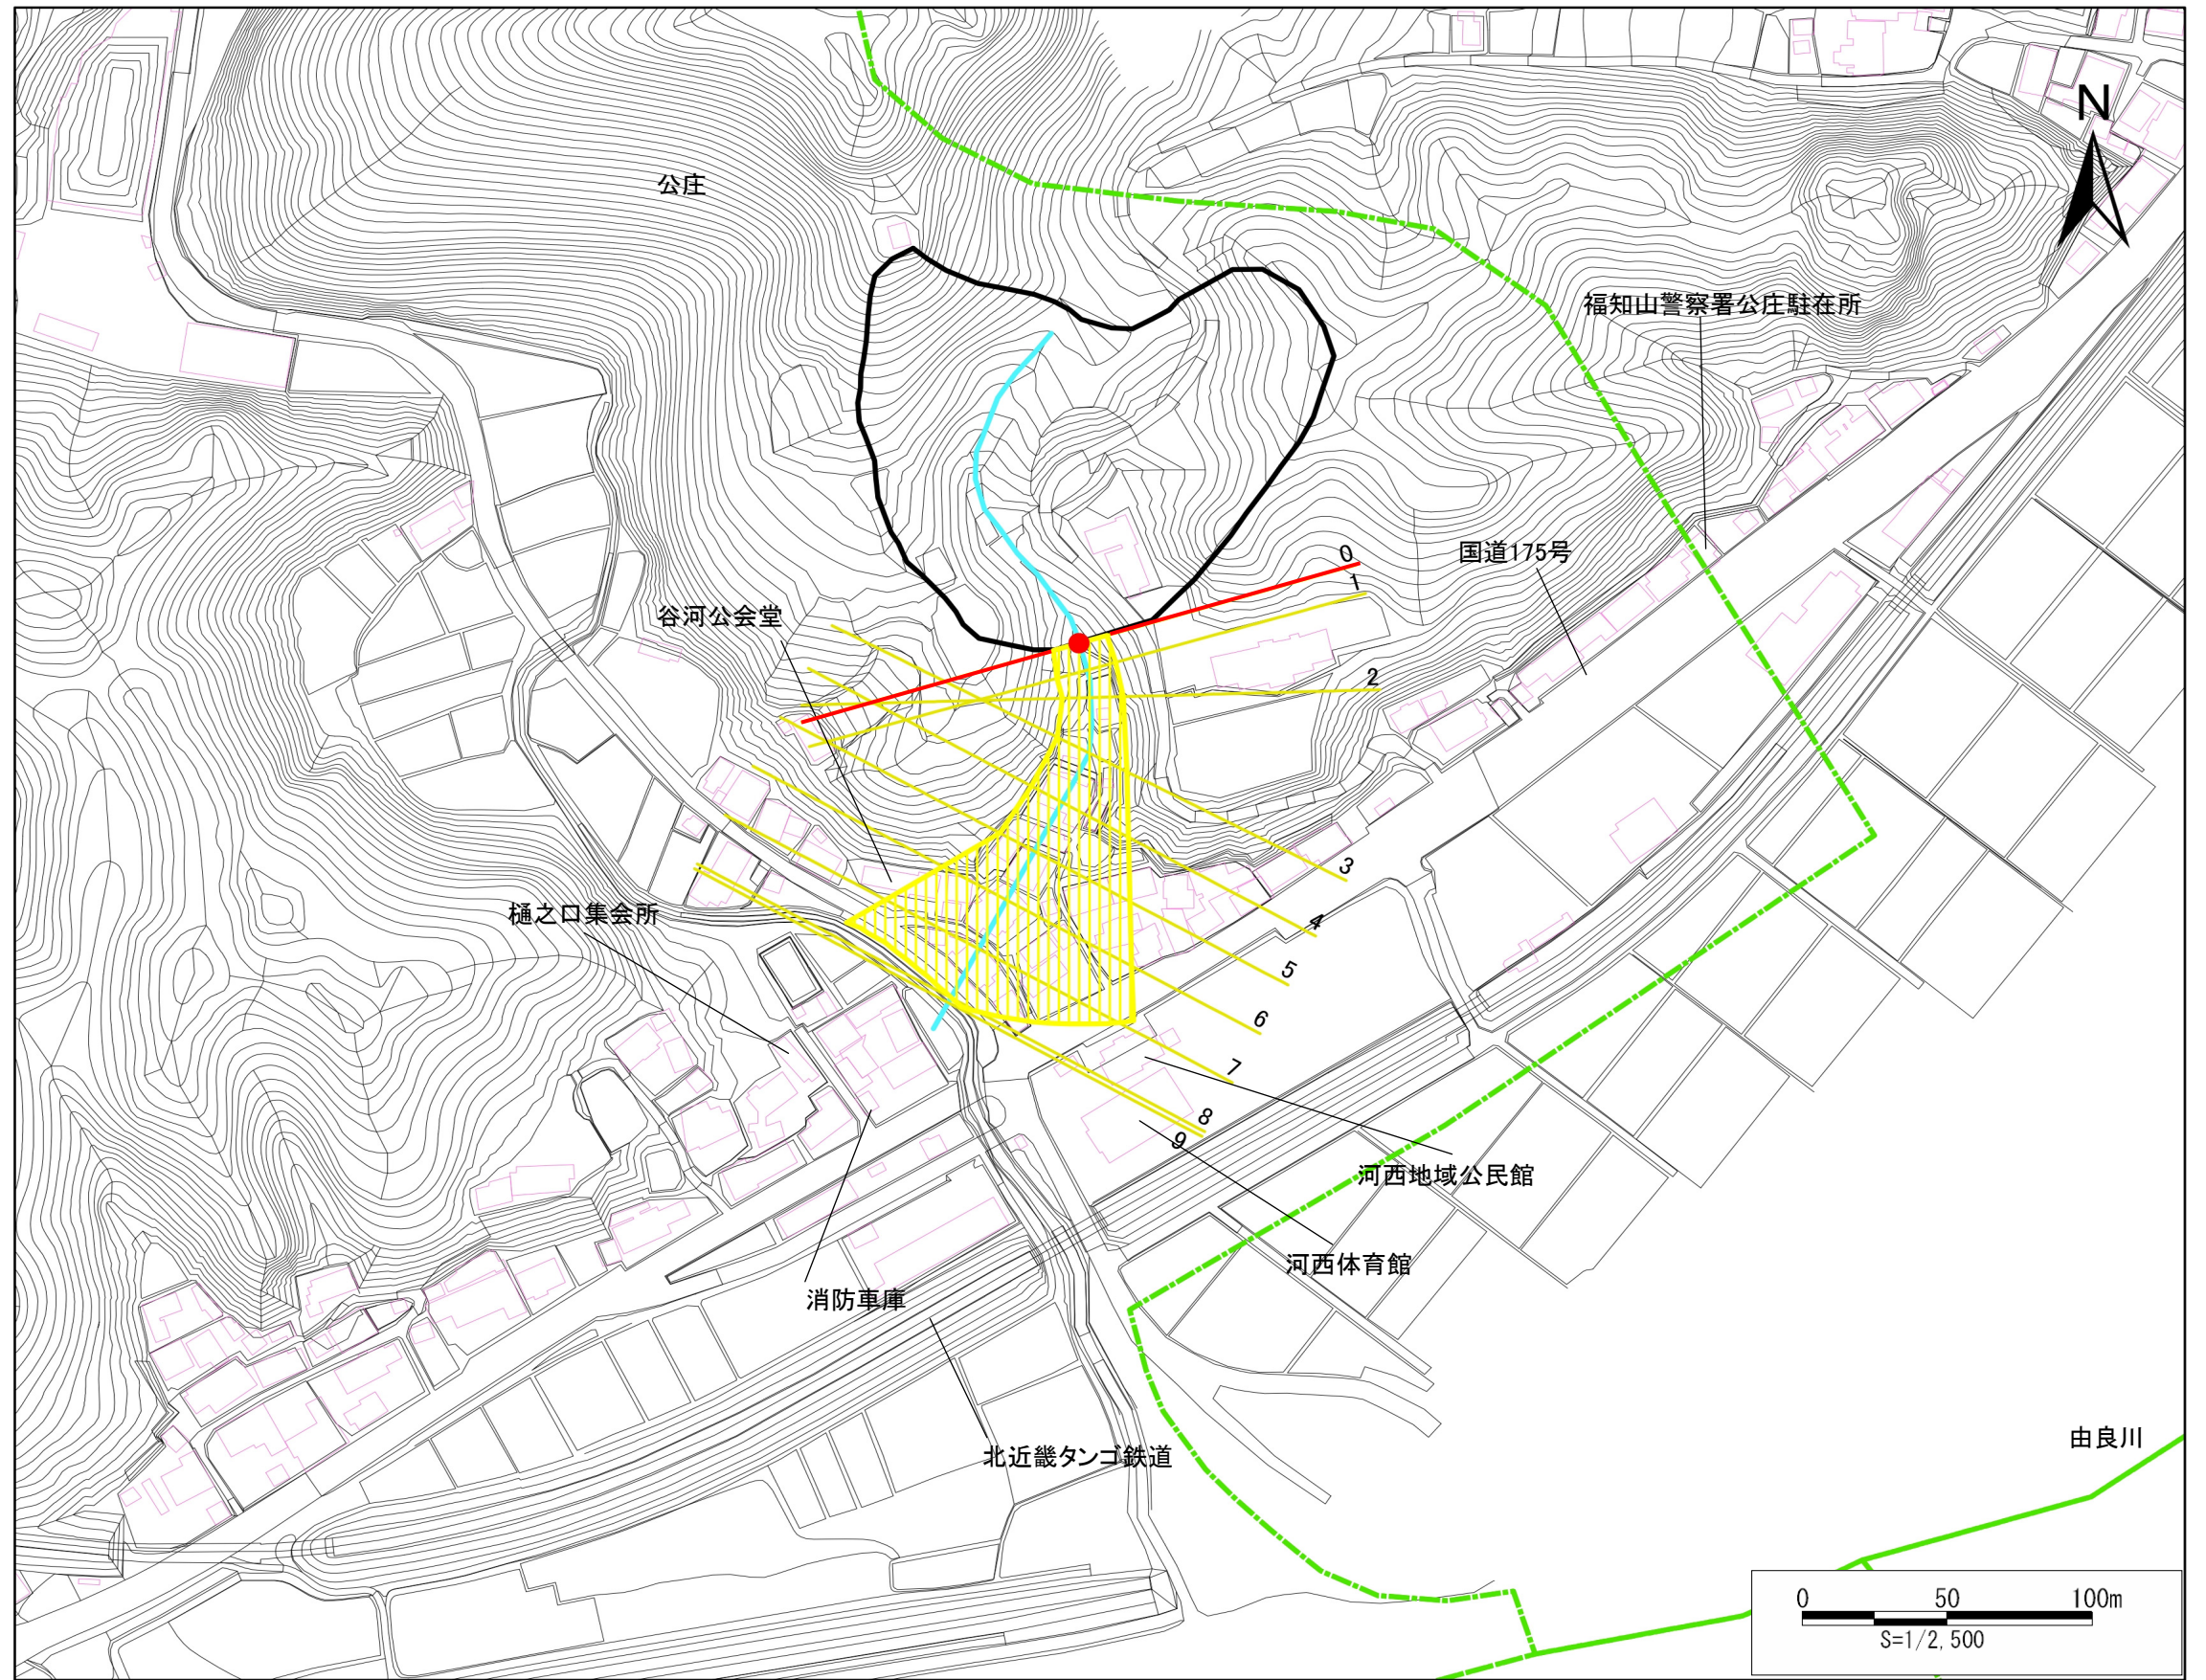 N
公庄
福知山警察署公庄駐在所
0
国道175号
1
谷河公会堂
2
3
樋之口集会所
4
5
6
7
8
9
河西地域公民館
河西体育館
消防車庫
由良川
北近畿タンゴ鉄道
0 50 100m
S=1/2,500